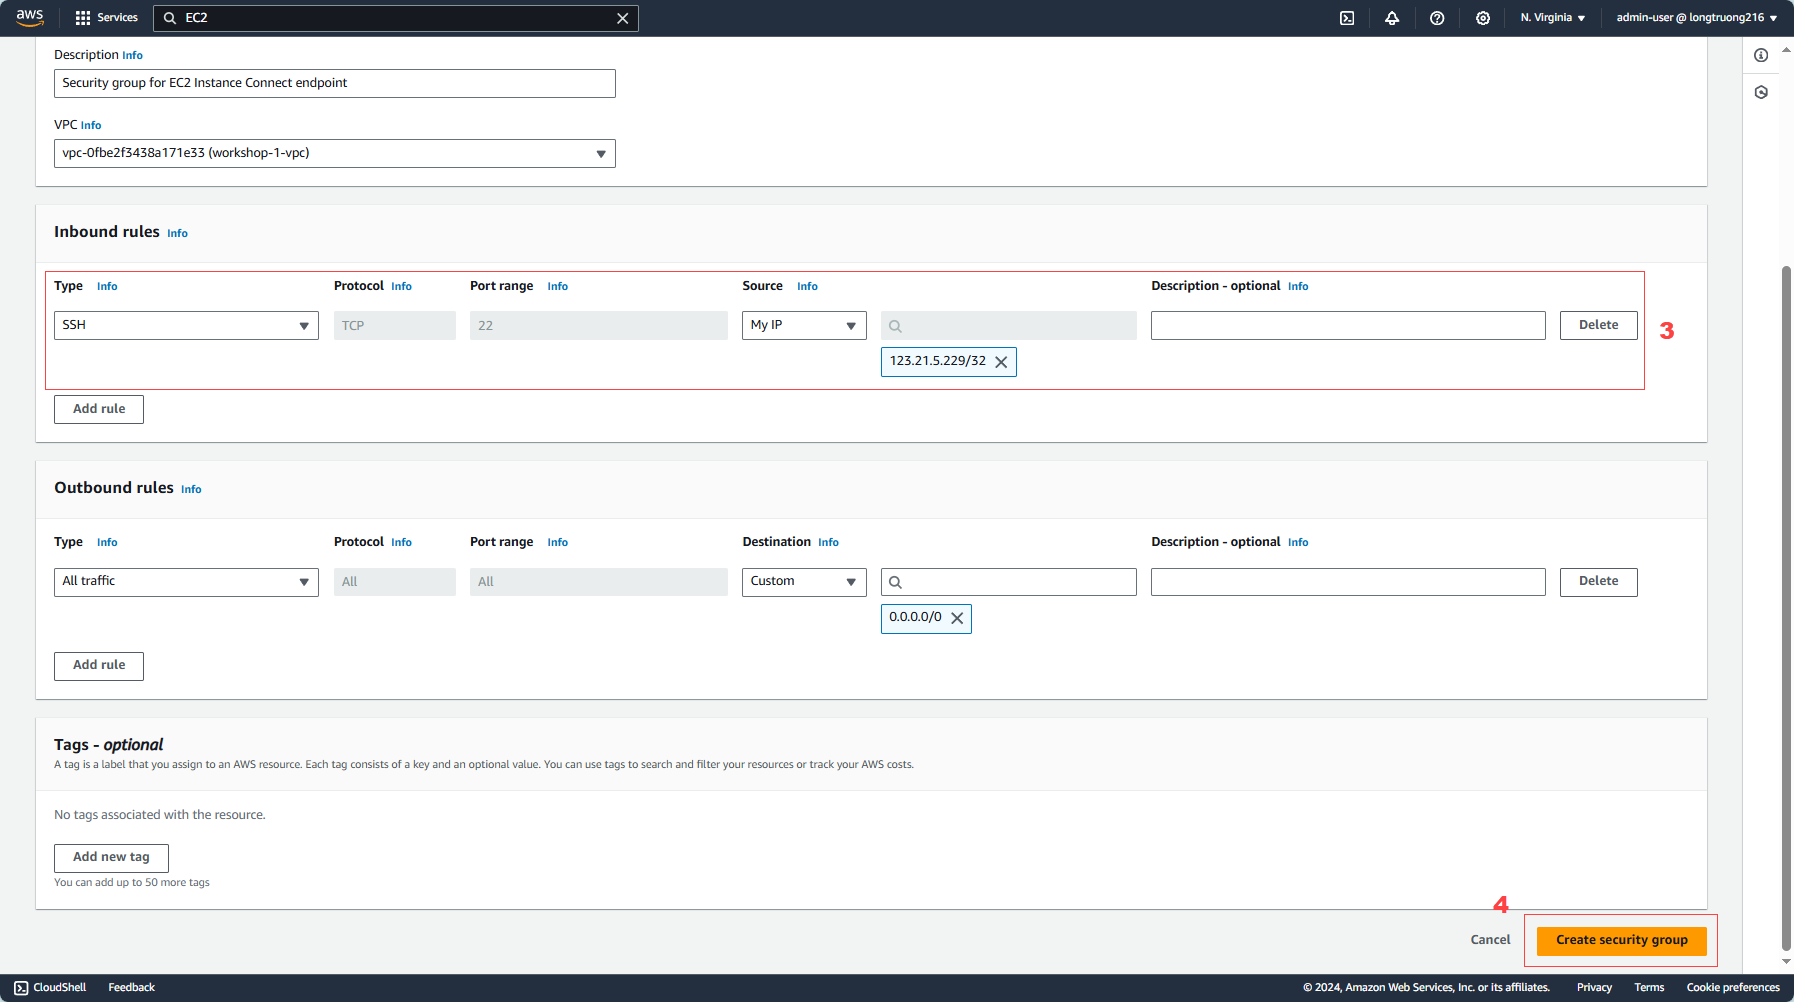 aws Services EC2 N. Virginia admin-user @ longtruong216
Description Info
Security group for EC2 Instance Connect endpoint
VPC Info
vpc-0fbe2f3438a171e33 (workshop-1-vpc)
Inbound rules Info
Type Info Protocol Info Port range Info Source Info Description - optional Info
SSH TCP 22 My IP Delete 3
123.21.5.229/32
Add rule
Outbound rules Info
Type Info Protocol Info Port range Info Destination Info Description - optional Info
All traffic All All Custom Delete
0.0.0.0/0
Add rule
Tags - optional
A tag is a label that you assign to an AWS resource. Each tag consists of a key and an optional value. You can use tags to search and filter your resources or track your AWS costs.
No tags associated with the resource.
Add new tag
You can add up to 50 more tags
4
Cancel Create security group
CloudShell Feedback © 2024, Amazon Web Services, Inc. or its affiliates. Privacy Terms Cookie preferences